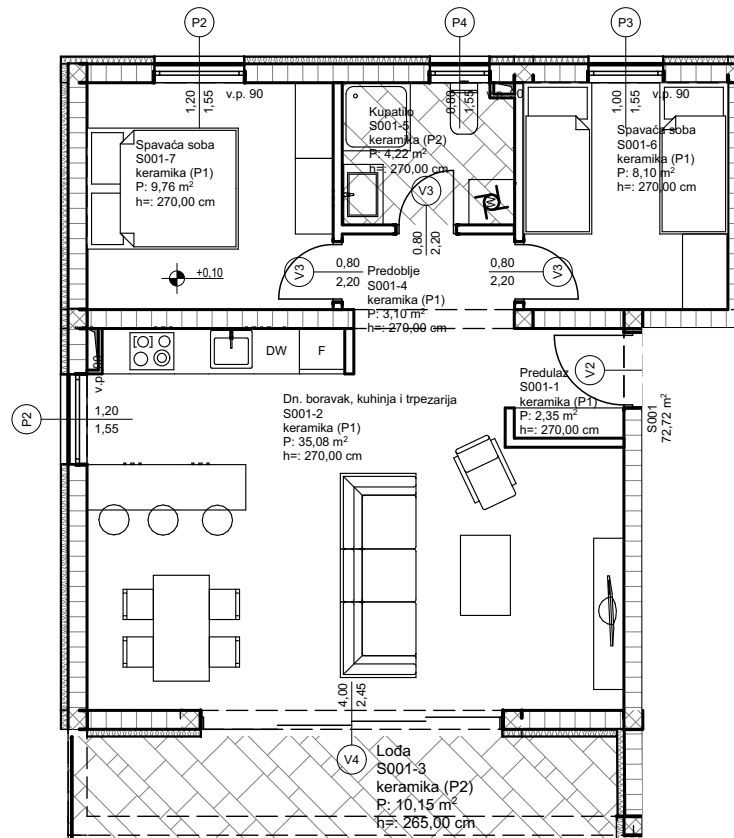 P2
P4
P3
1,20
1,55
v.p. 90
0,80
1,55
1,00
1,55
v.p. 90
Spavaća soba
S001-7
keramika (P1)
P: 9,76 m²
h=: 270,00 cm
Kupatilo
S001-5
keramika (P2)
P: 4,22 m²
h=: 270,00 cm
Spavaća soba
S001-6
keramika (P1)
P: 8,10 m²
h=: 270,00 cm
V3
W
0,80
2,20
+0,10
V3
0,80
2,20
Predoblje
S001-4
keramika (P1)
P: 3,10 m²
h=: 270,00 cm
0,80
2,20
V3
DW
F
v.p.
P2
1,20
1,55
Dn. boravak, kuhinja i trpezarija
S001-2
keramika (P1)
P: 35,08 m²
h=: 270,00 cm
Predulaz
S001-1
keramika (P1)
P: 2,35 m²
h=: 270,00 cm
V2
S001
72,72 m²
4,00
2,45
V4
Lođa
S001-3
keramika (P2)
P: 10,15 m²
h=: 265,00 cm